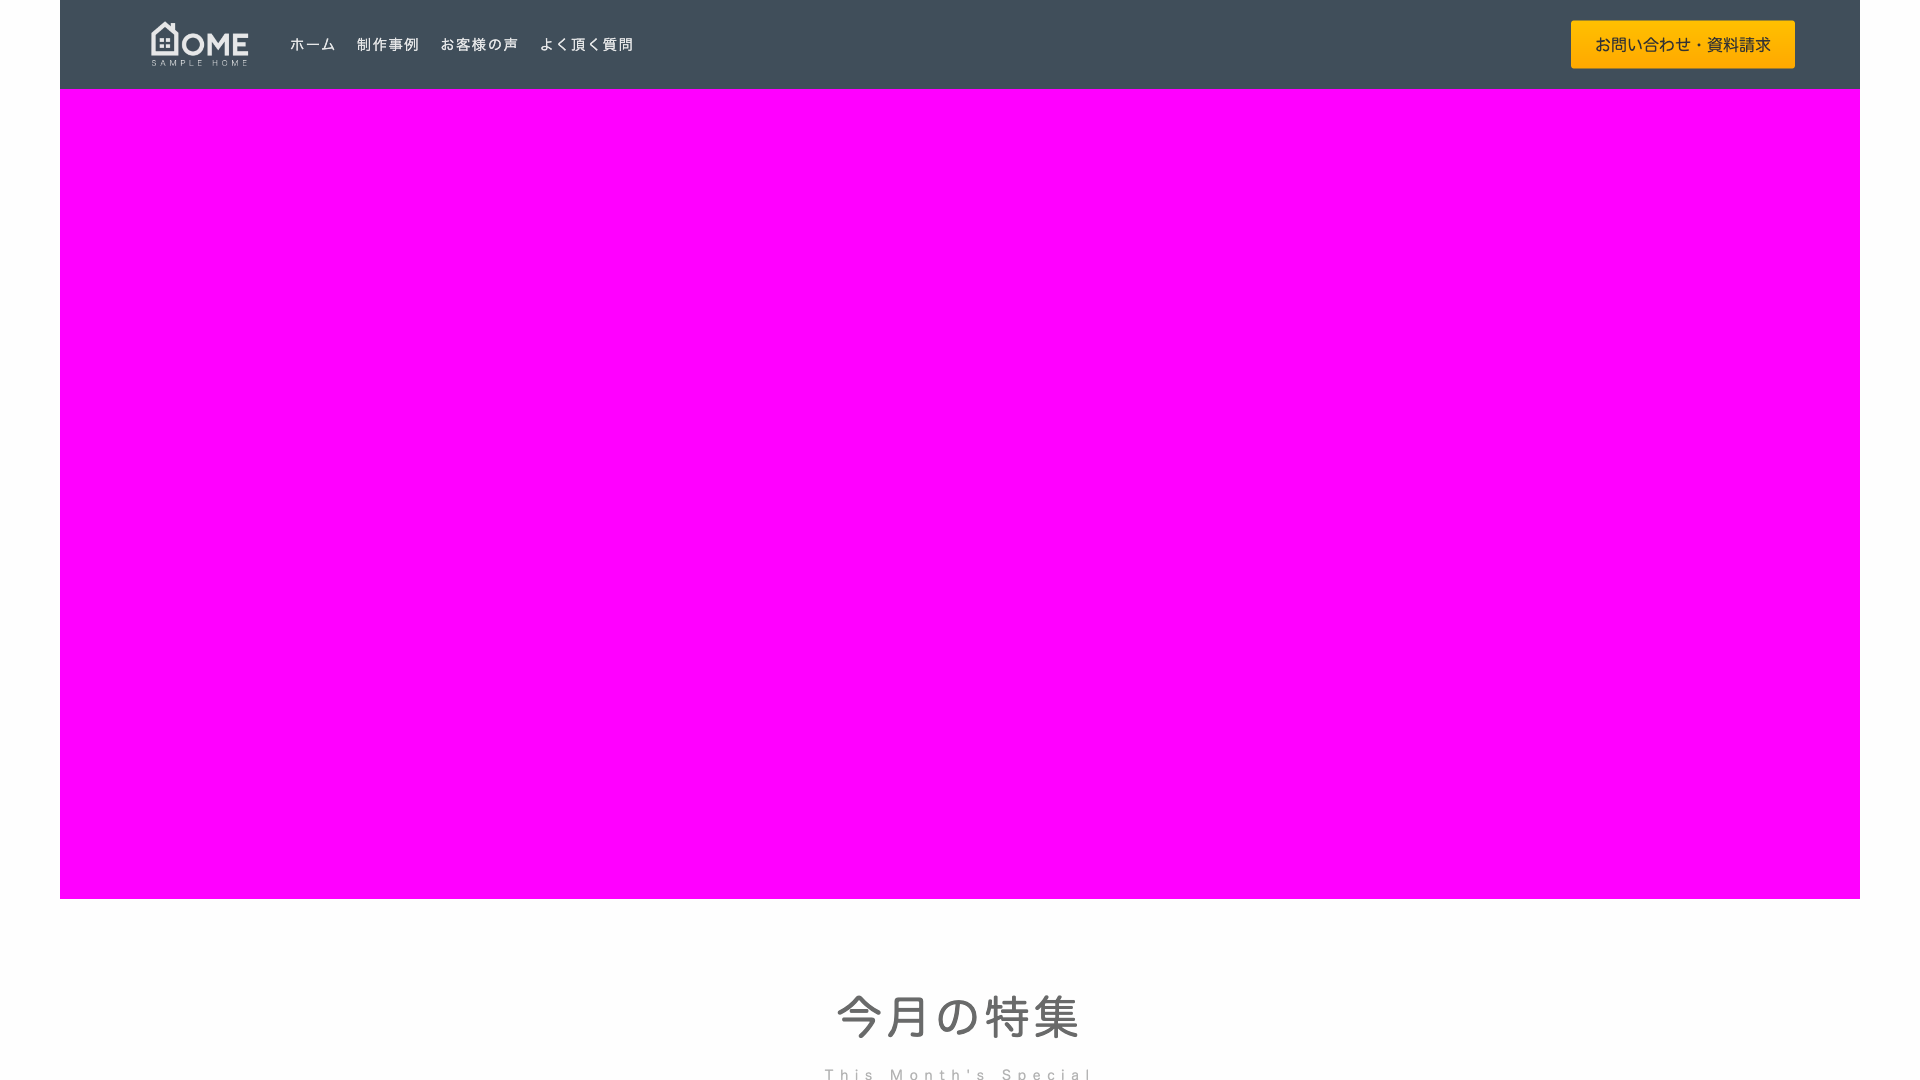 HOME
SAMPLE HOME
ホーム 制作事例 お客様の声 よく頂く質問
お問い合わせ・資料請求
今月の特集
This Month's Special